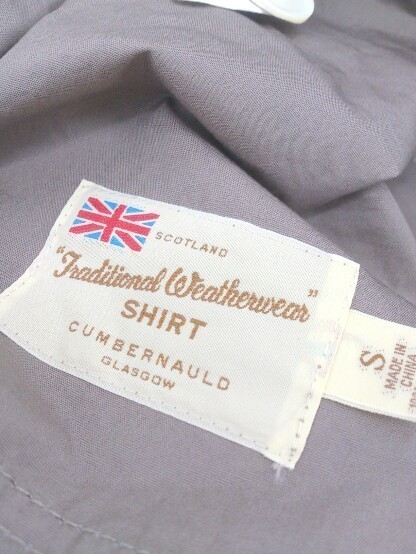 SCOTLAND
"Traditional Weatherwear"
SHIRT
CUMBERNAULD
GLASGOW
S
MADE IN
CHINA